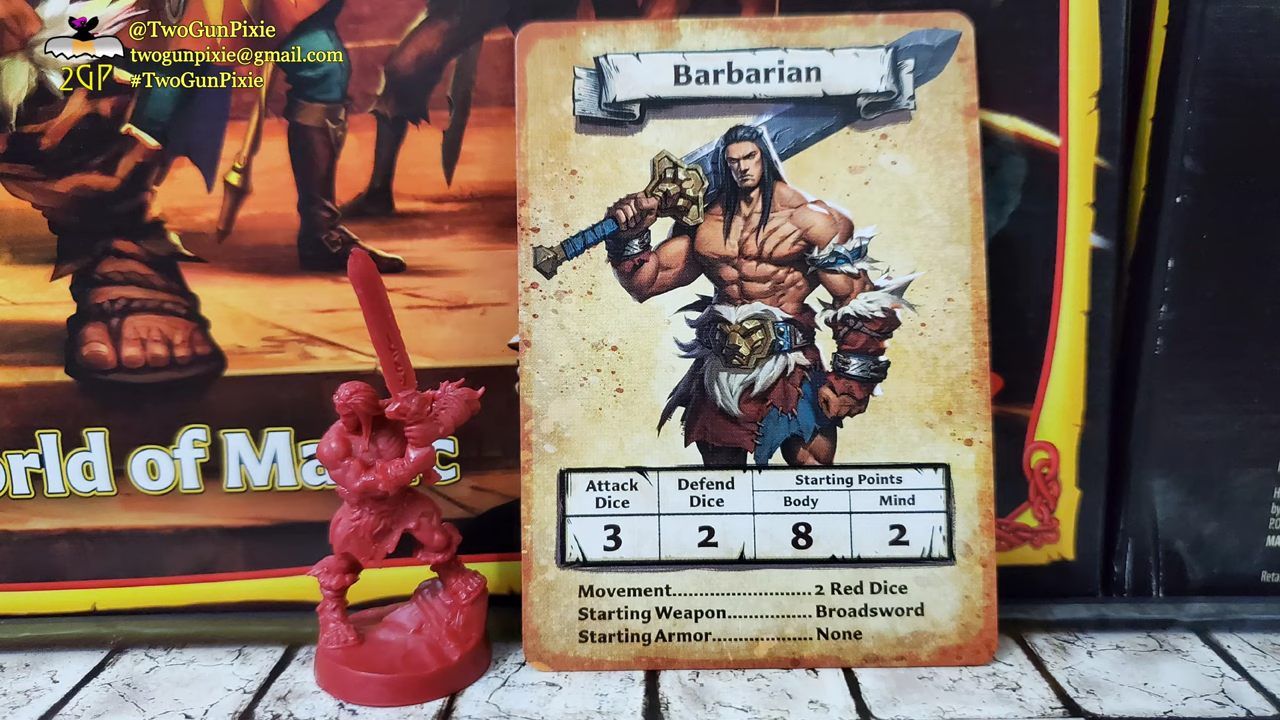 @TwoGunPixie
twogunpixie@gmail.com
2GP #TwoGunPixie
Barbarian
Attack Dice
Defend Dice
Starting Points
Body
Mind
3 2 8 2
Movement............................ 2 Red Dice
Starting Weapon................ Broadsword
Starting Armor................... None
orld of Ma c